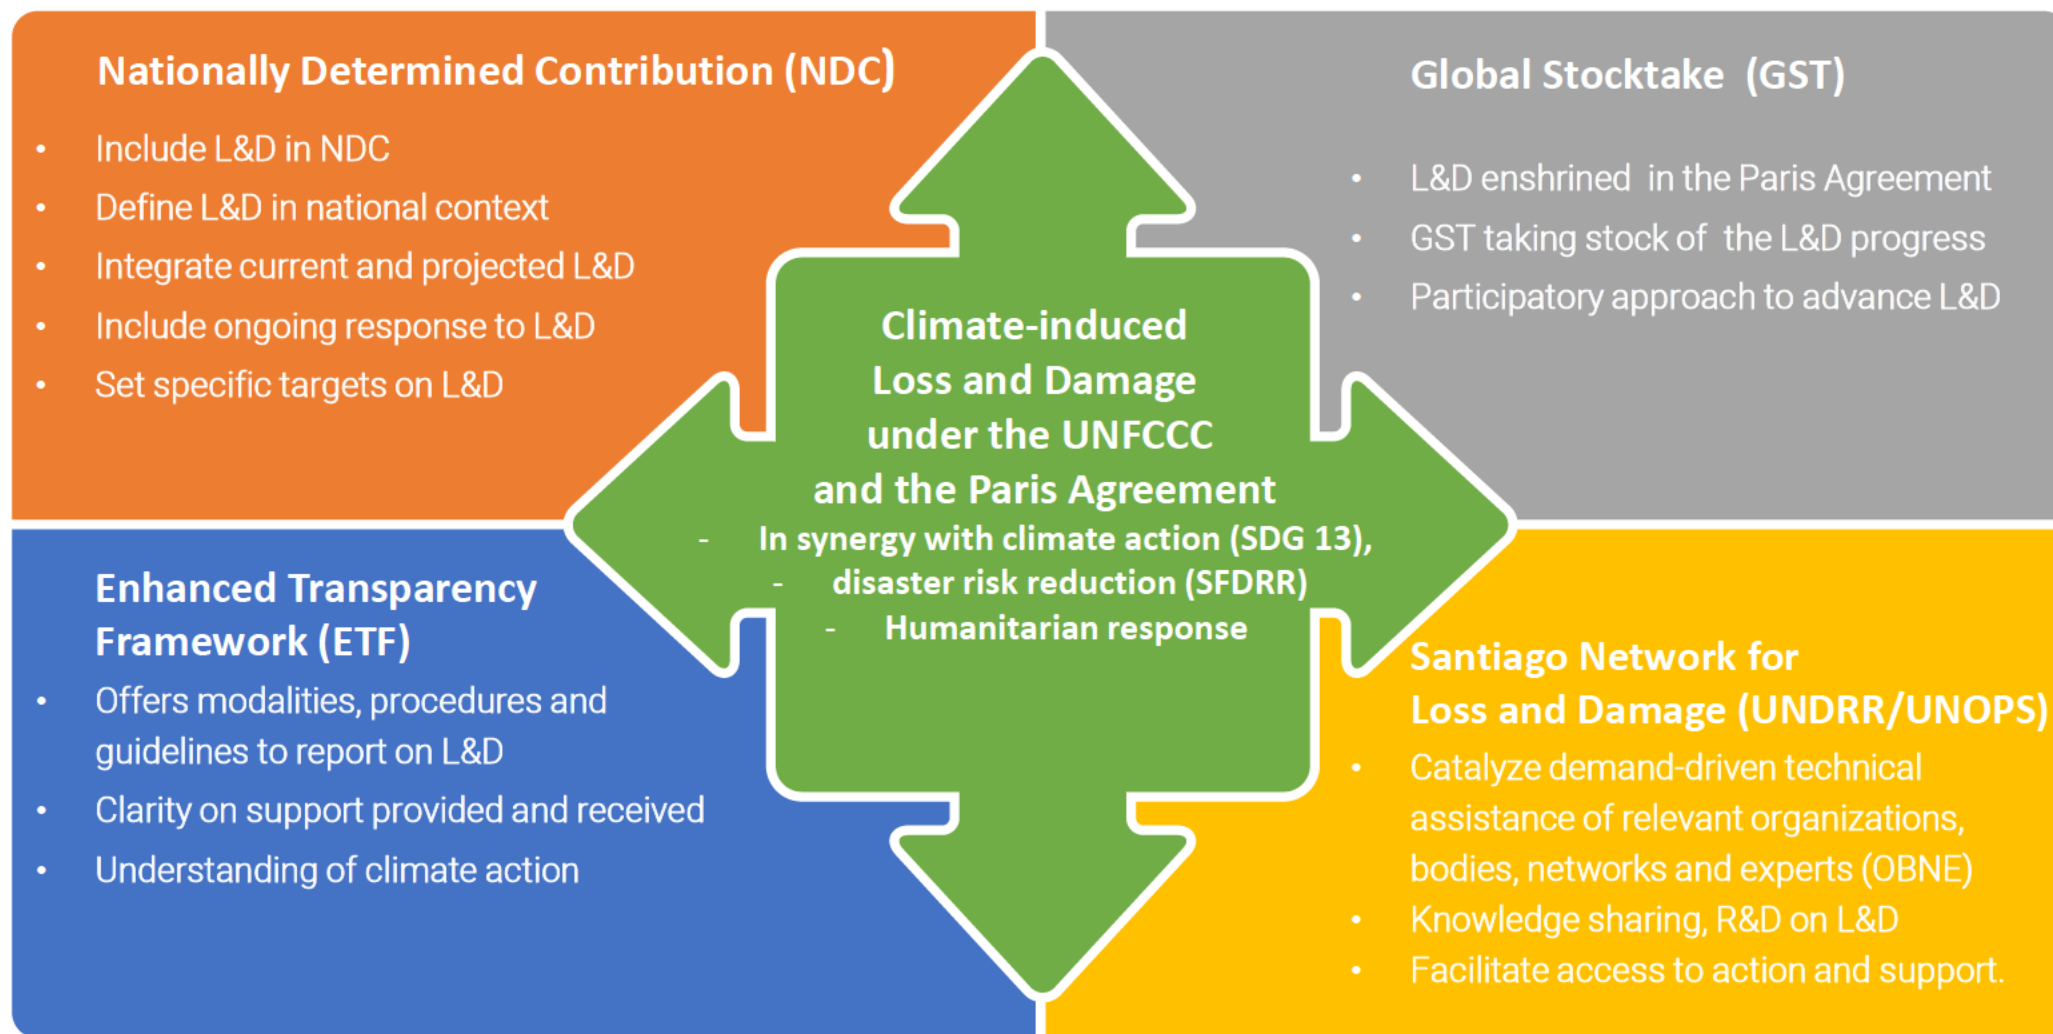 Nationally Determined Contribution (NDC)
• Include L&D in NDC
• Define L&D in national context
• Integrate current and projected L&D
• Include ongoing response to L&D
• Set specific targets on L&D
Global Stocktake (GST)
• L&D enshrined in the Paris Agreement
• GST taking stock of the L&D progress
• Participatory approach to advance L&D
Climate-induced
Loss and Damage
under the UNFCCC
and the Paris Agreement
- In synergy with climate action (SDG 13),
- disaster risk reduction (SFDRR)
- Humanitarian response
Enhanced Transparency
Framework (ETF)
• Offers modalities, procedures and
guidelines to report on L&D
• Clarity on support provided and received
• Understanding of climate action
Santiago Network for
Loss and Damage (UNDRR/UNOPS)
• Catalyze demand-driven technical
assistance of relevant organizations,
bodies, networks and experts (OBNE)
• Knowledge sharing, R&D on L&D
• Facilitate access to action and support.